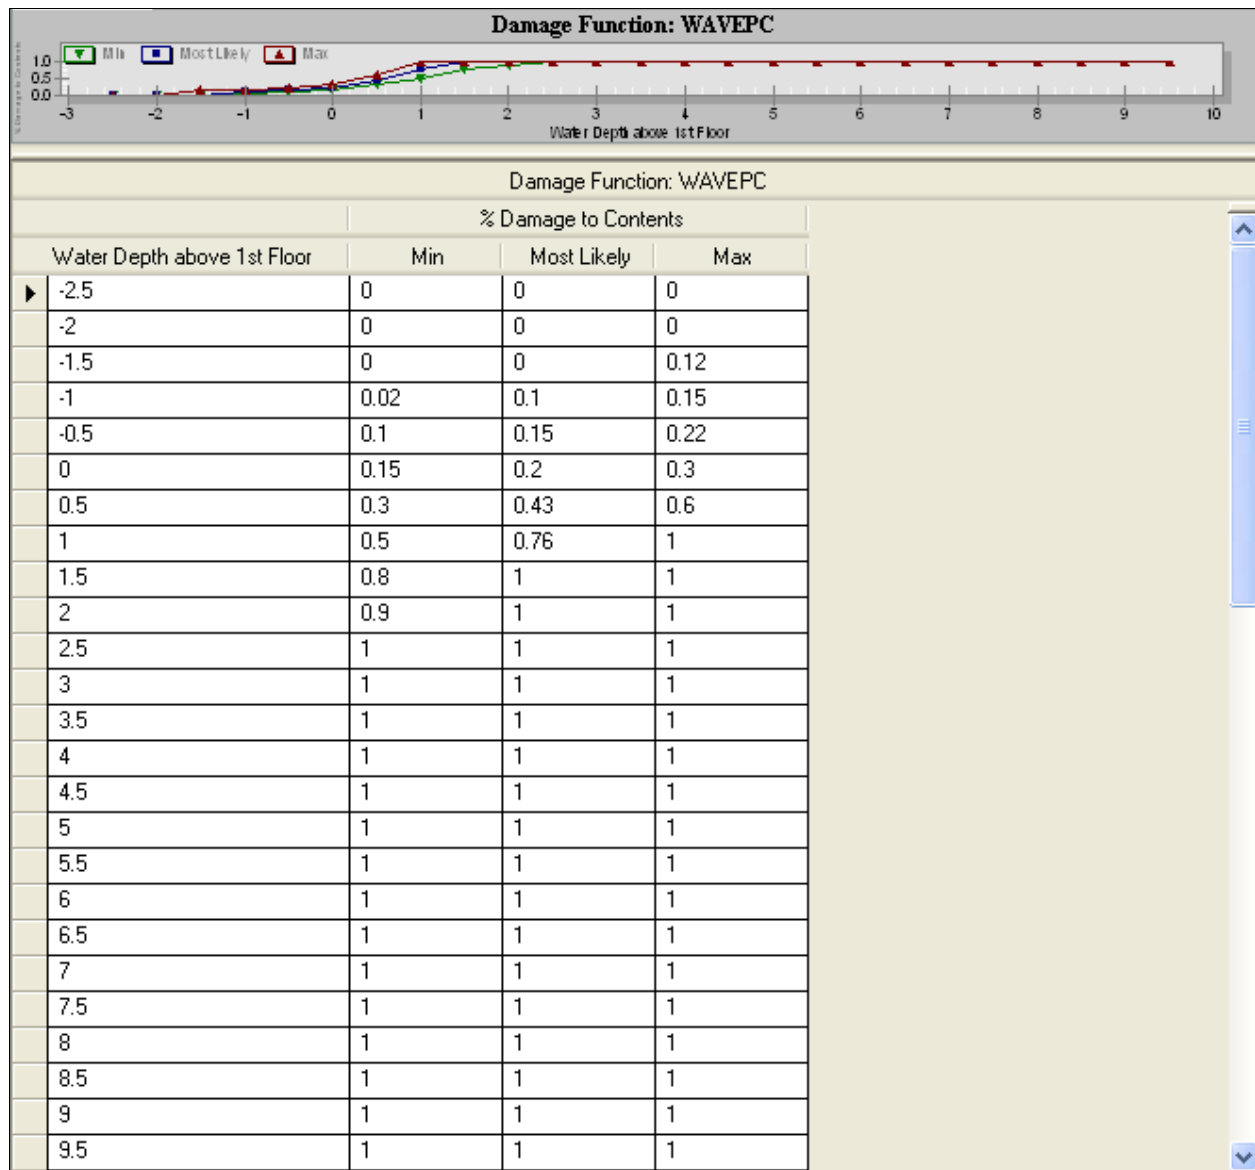 Damage Function: WAVEPC
Min Most Likely Max
1.0
0.5
0.0
% Damage to Contents
-3 -2 -1 0 1 2 3 4 5 6 7 8 9 10
Water Depth above 1st Floor
Damage Function: WAVEPC
% Damage to Contents
Water Depth above 1st Floor Min Most Likely Max
-2.5 0 0 0
-2 0 0 0
-1.5 0 0 0.12
-1 0.02 0.1 0.15
-0.5 0.1 0.15 0.22
0 0.15 0.2 0.3
0.5 0.3 0.43 0.6
1 0.5 0.76 1
1.5 0.8 1 1
2 0.9 1 1
2.5 1 1 1
3 1 1 1
3.5 1 1 1
4 1 1 1
4.5 1 1 1
5 1 1 1
5.5 1 1 1
6 1 1 1
6.5 1 1 1
7 1 1 1
7.5 1 1 1
8 1 1 1
8.5 1 1 1
9 1 1 1
9.5 1 1 1